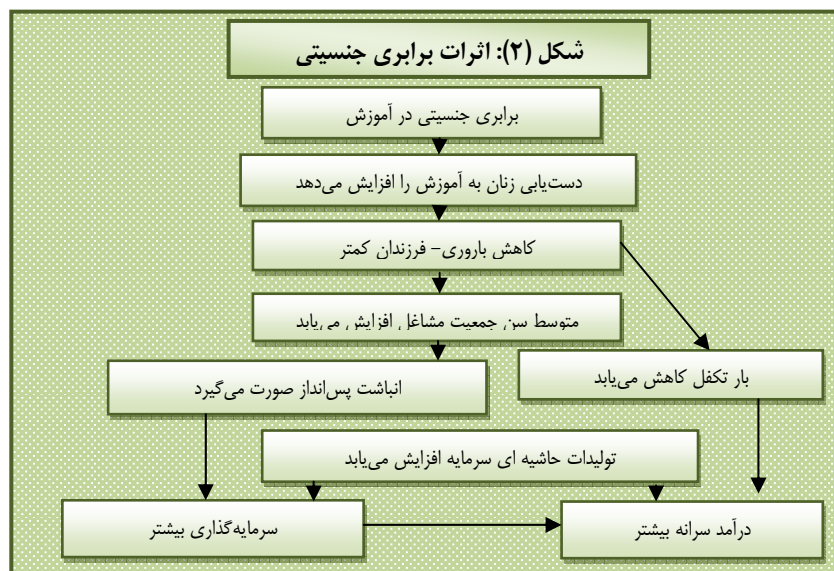 شکل (۲): اثرات برابری جنسیتی
برابری جنسیتی در آموزش
دست‌یابی زنان به آموزش را افزایش می‌دهد
کاهش باروری- فرزندان کمتر
متوسط سن جمعیت مشاغل افزایش می‌یابد
بار تکفل کاهش می‌یابد
انباشت پس‌انداز صورت می‌گیرد
تولیدات حاشیه ای سرمایه افزایش می‌یابد
درآمد سرانه بیشتر
سرمایه‌گذاری بیشتر